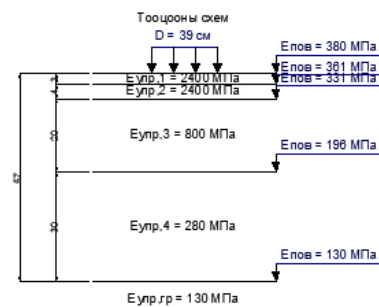 Тооцооны схем
D = 39 см
Епов = 380 МПа
Епов = 361 МПа
Епов = 331 МПа
Еупр,1 = 2400 МПа
Еупр,2 = 2400 МПа
4
Еупр,3 = 800 МПа
Епов = 196 МПа
30
Еупр,4 = 280 МПа
Епов = 130 МПа
Еупр,гр = 130 МПа